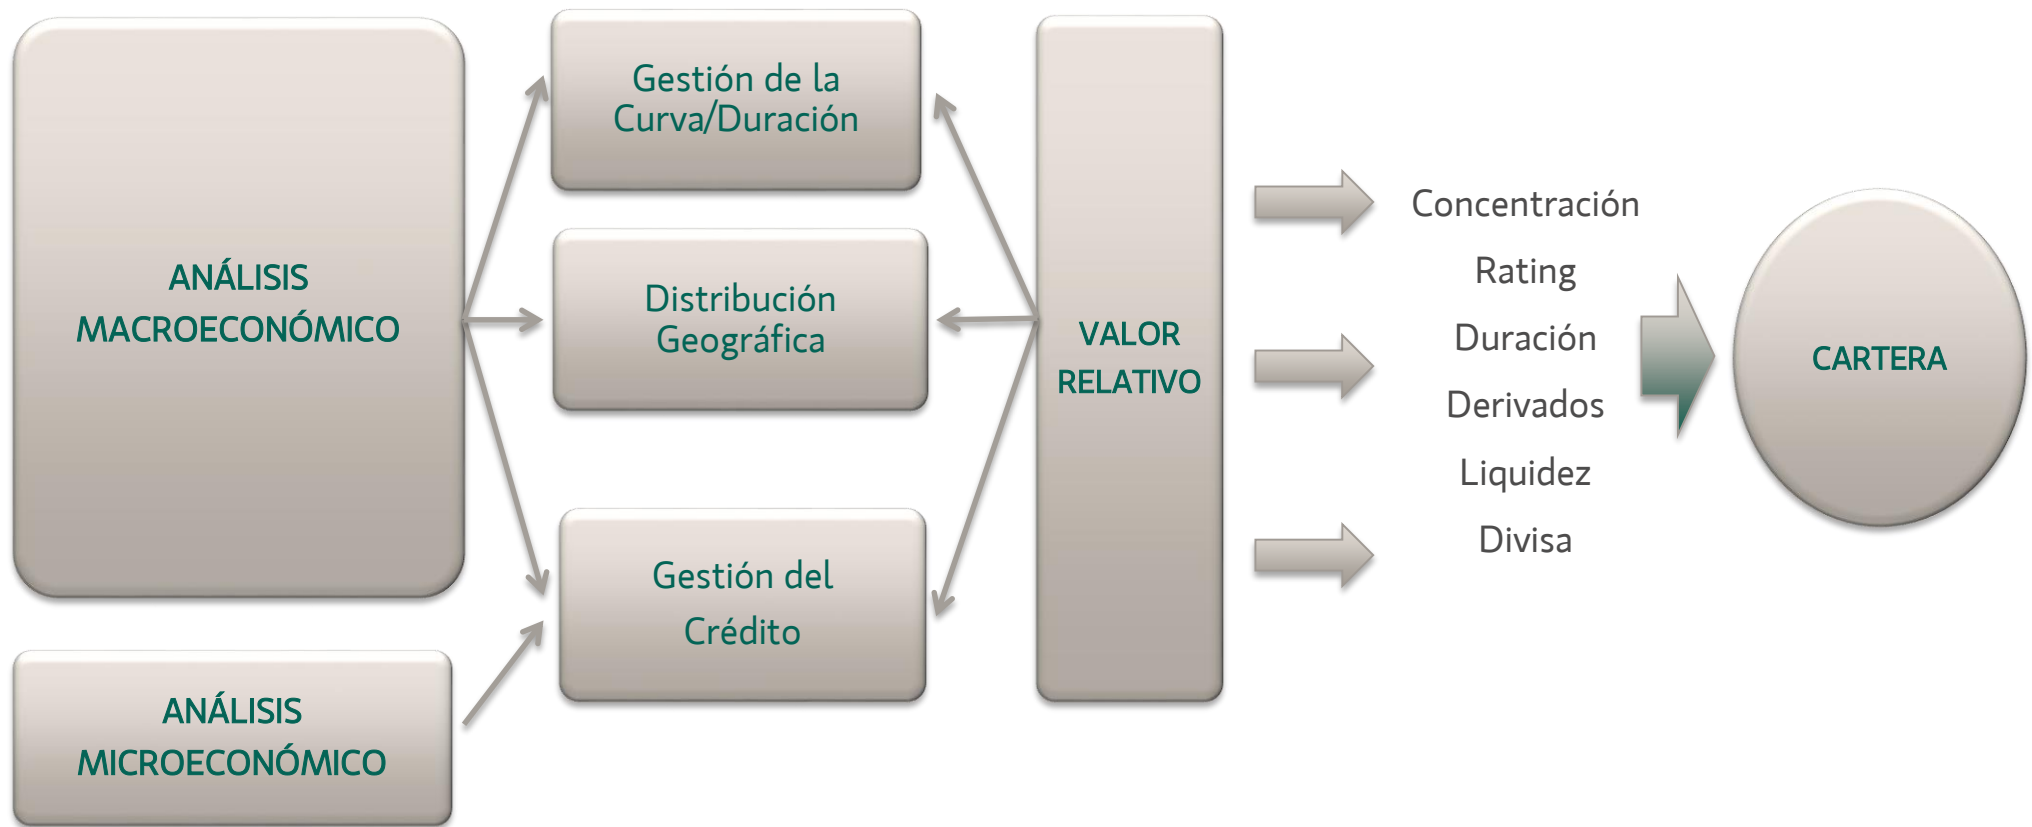 ANÁLISIS
MACROECONÓMICO
ANÁLISIS
MICROECONÓMICO
Gestión de la
Curva/Duración
Distribución
Geográfica
Gestión del
Crédito
VALOR
RELATIVO
Concentración
Rating
Duración
Derivados
Liquidez
Divisa
CARTERA